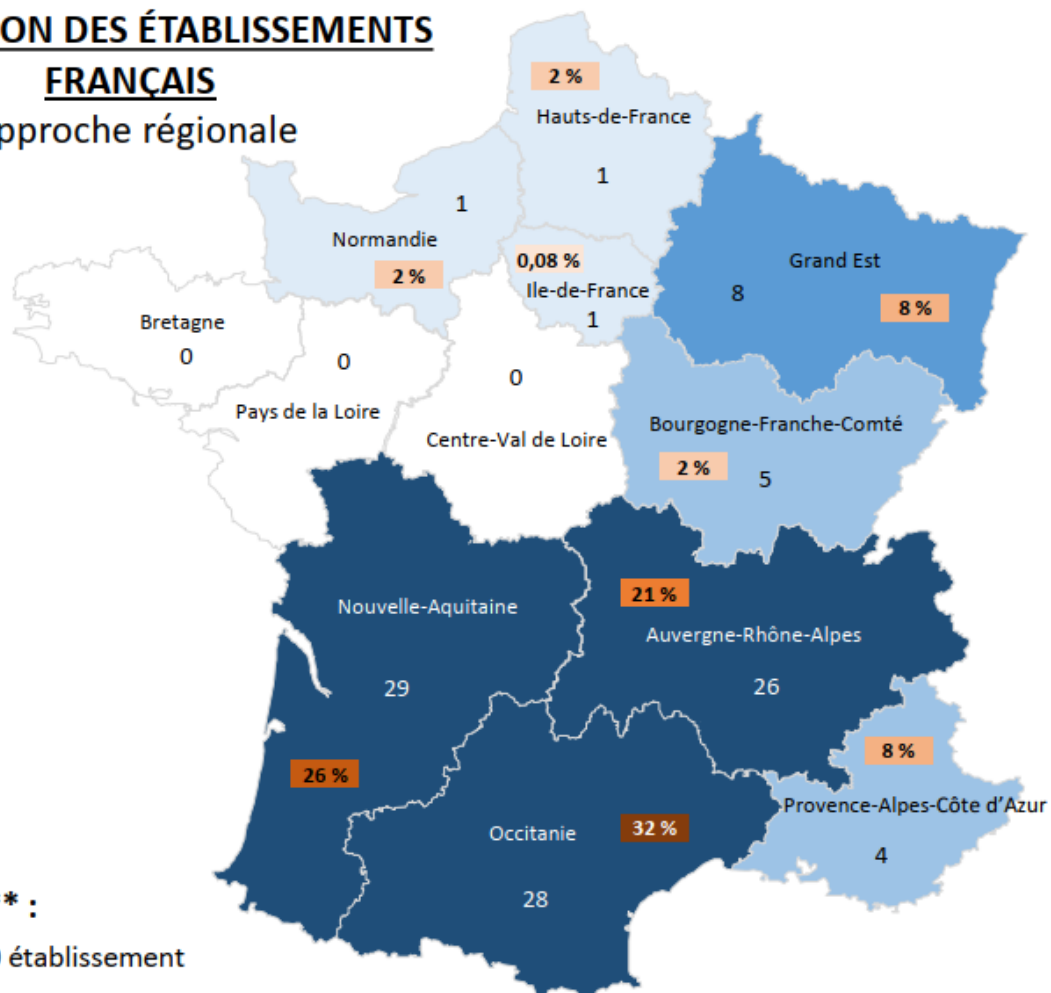 ON DES ÉTABLISSEMENTS
FRANÇAIS
pproche régionale
2 %
Hauts-de-France
1
1
Normandie
2 %
0,08 %
Ile-de-France
1
Grand Est
8
8 %
Bretagne
0
0
Pays de la Loire
0
Centre-Val de Loire
Bourgogne-Franche-Comté
2 %
5
Nouvelle-Aquitaine
29
26 %
21 %
Auvergne-Rhône-Alpes
26
8 %
Provence-Alpes-Côte d'Azur
4
Occitanie
32 %
28
* :
établissement